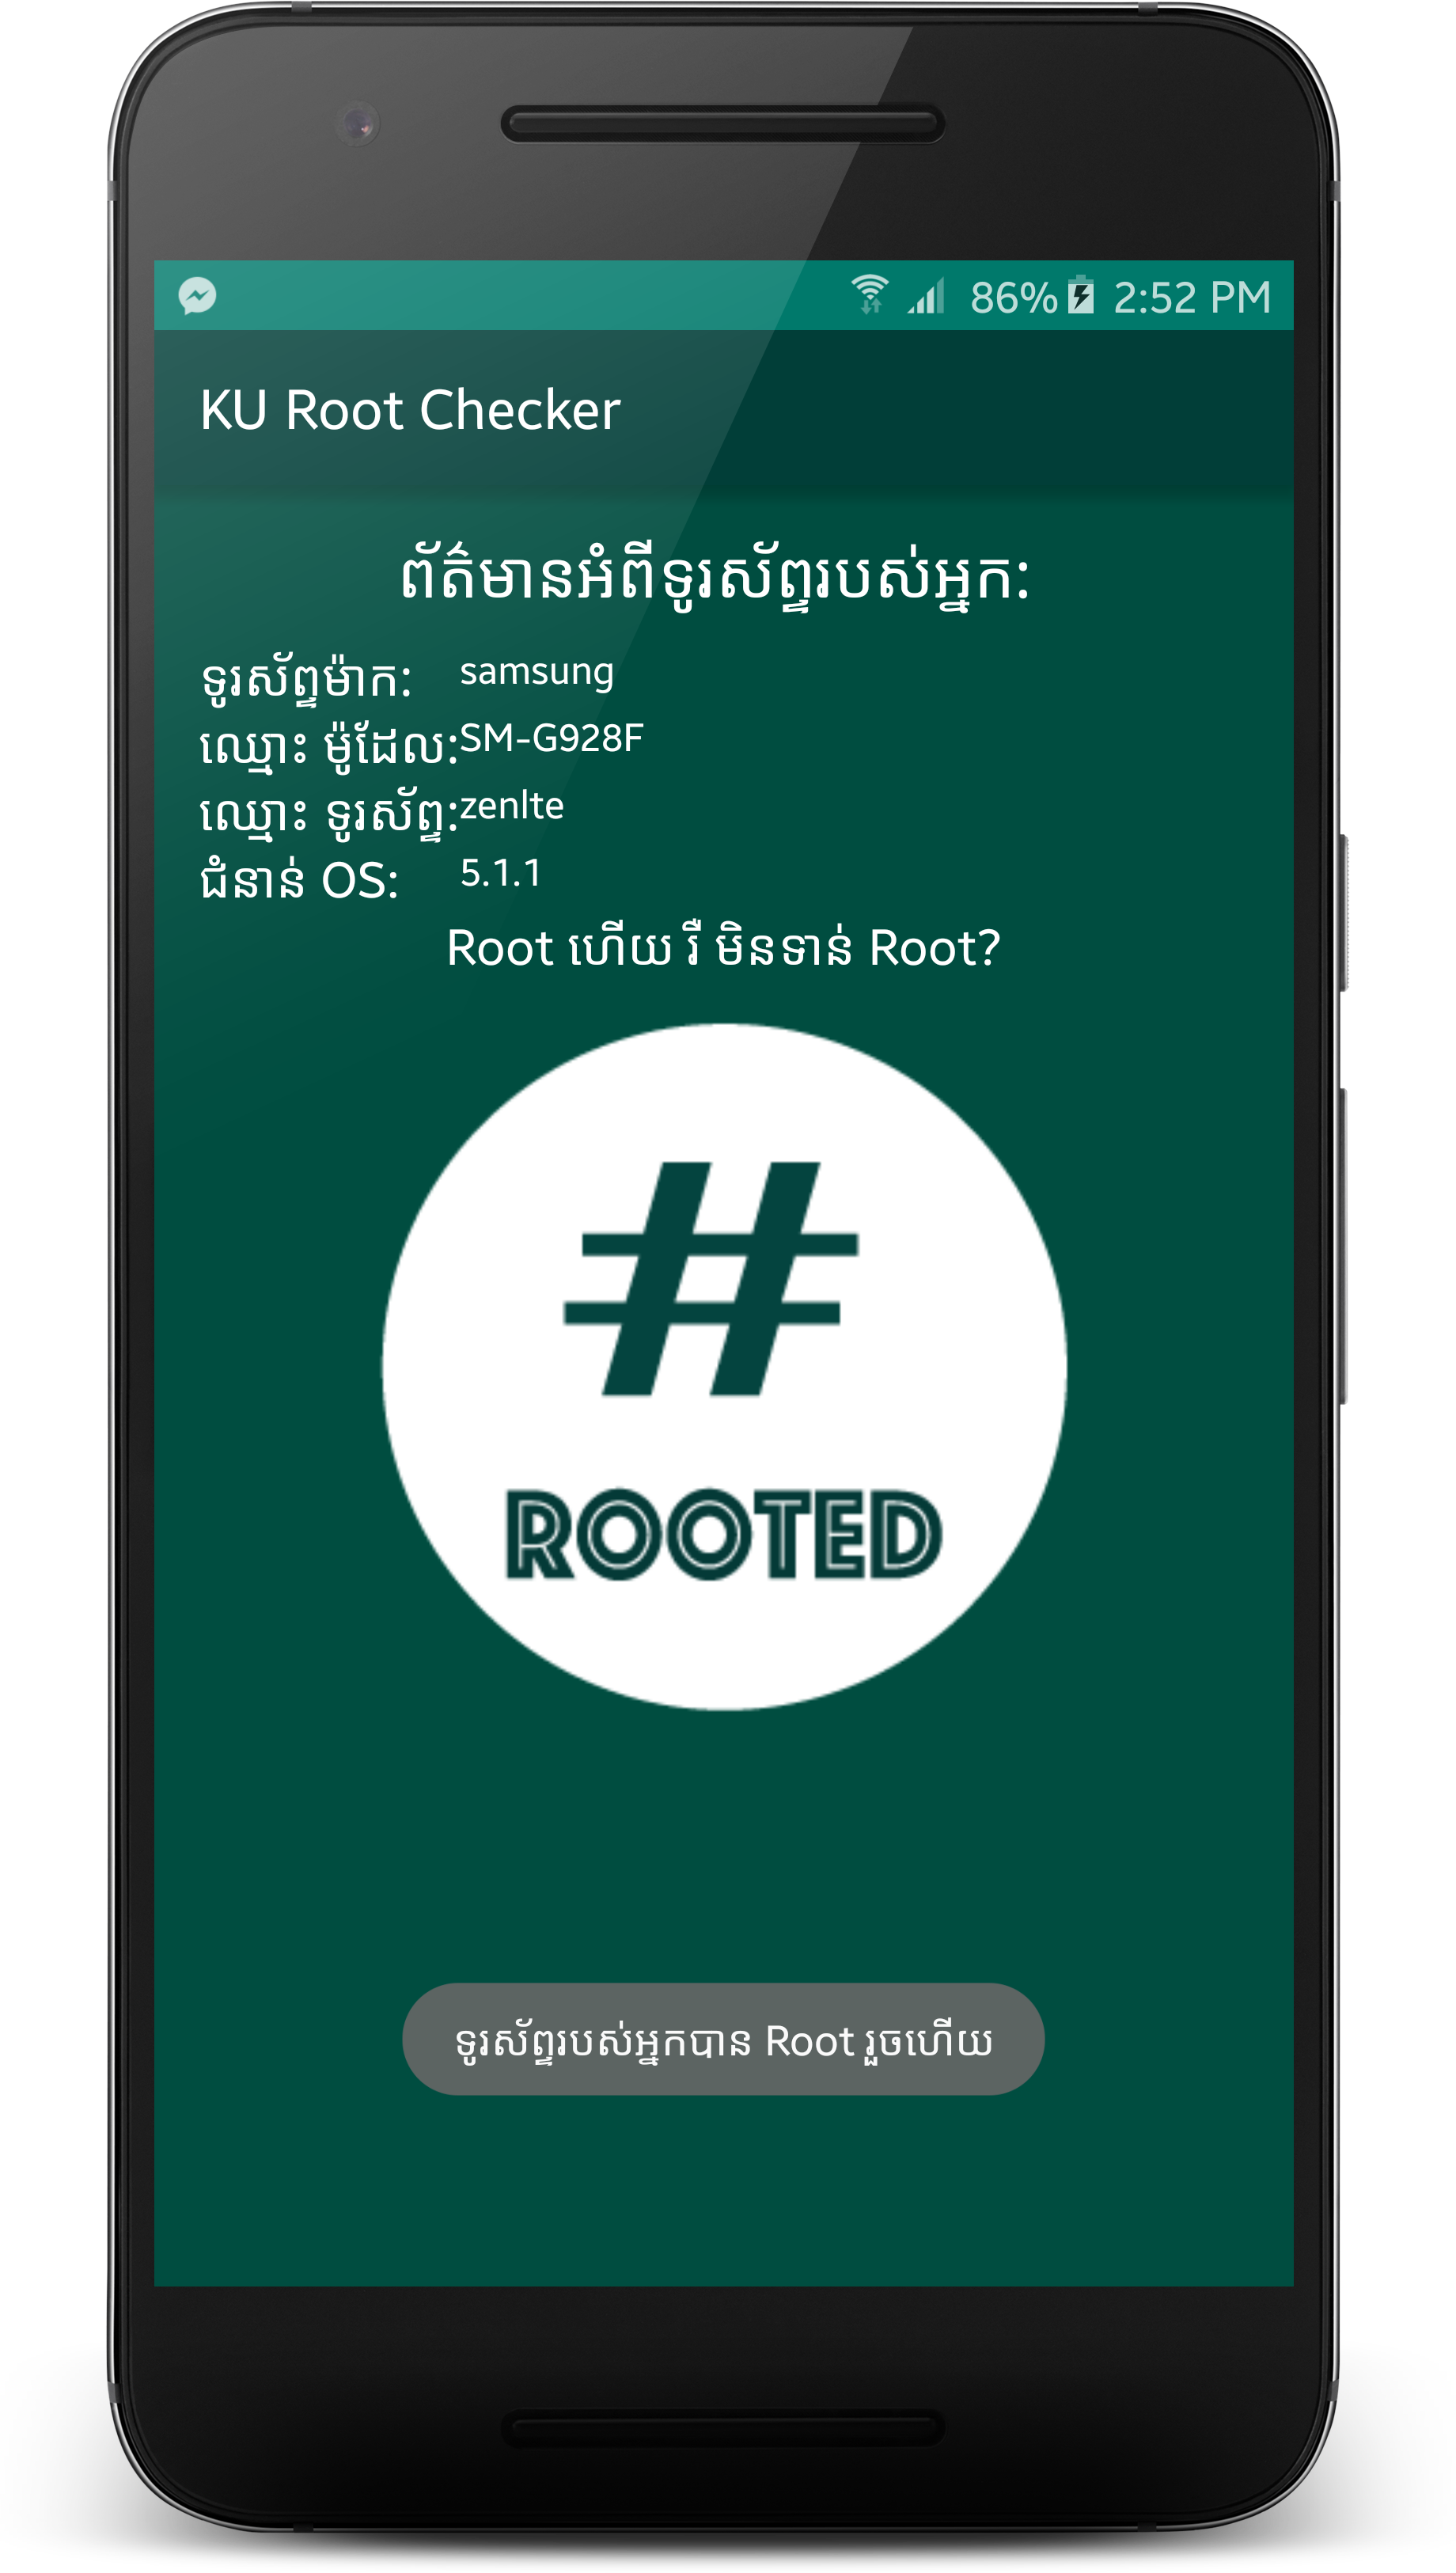 86% 2:52 PM
KU Root Checker
ព័ត៌មានអំពីទូរស័ព្ទរបស់អ្នក:
ទូរស័ព្ទម៉ាក: samsung
ឈ្មោះ ម៉ូដែល: SM-G928F
ឈ្មោះ ទូរស័ព្ទ: zenlte
ជំនាន់ OS: 5.1.1
Root ហើយ រឺ មិនទាន់ Root?
#
ROOTED
ទូរស័ព្ទរបស់អ្នកបាន Root រួចហើយ